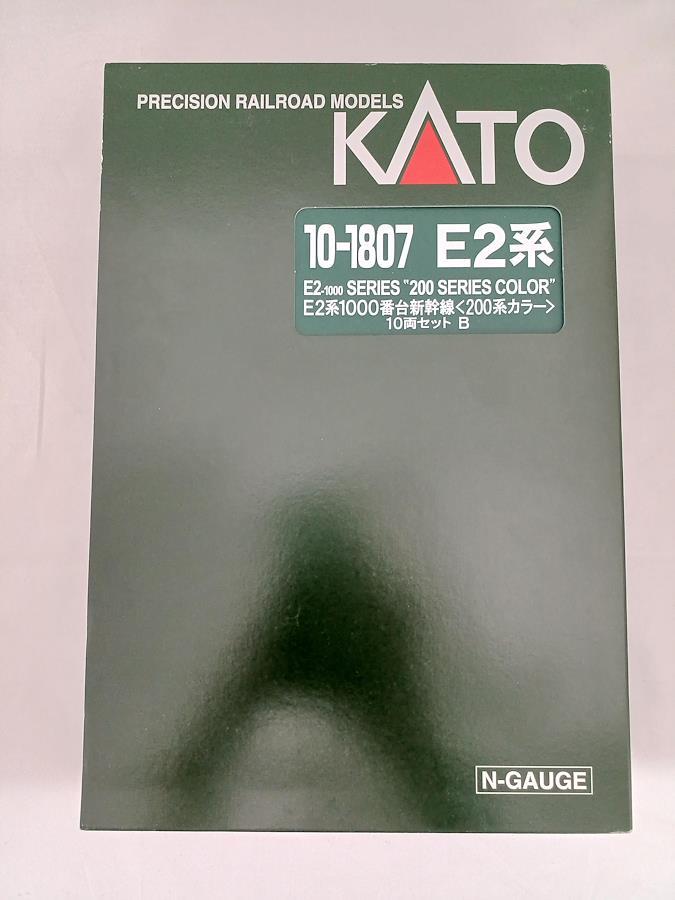 PRECISION RAILROAD MODELS
KATO
10-1807 E2系
E2-1000 SERIES "200 SERIES COLOR"
E2系1000番台新幹線<200系カラー>
10両セット B
N-GAUGE